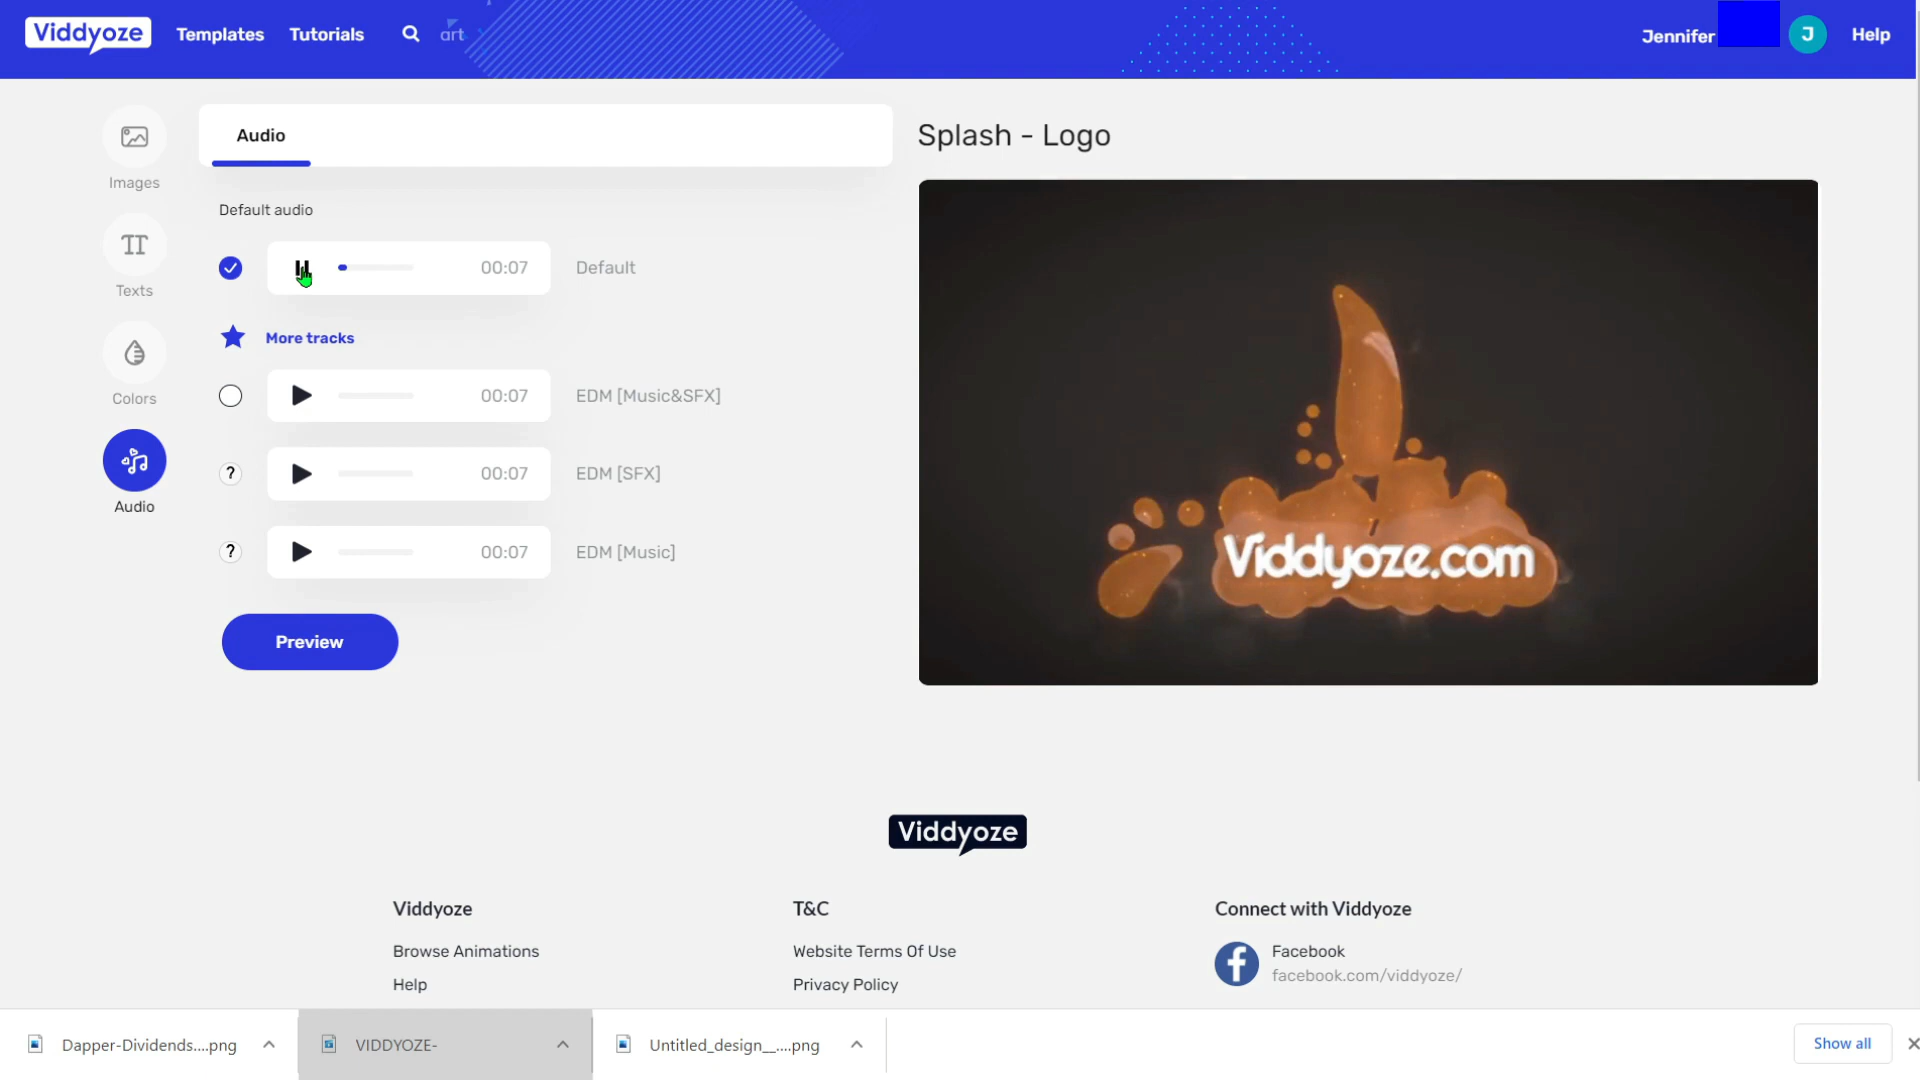 Viddyoze
Templates
Tutorials
art
Jennifer
J
Help
Images
Texts
Colors
Audio
Audio
Default audio
00:07
Default
More tracks
00:07
EDM [Music&SFX]
?
00:07
EDM [SFX]
?
00:07
EDM [Music]
Preview
Splash - Logo
Viddyoze.com
Viddyoze
Viddyoze
Browse Animations
Help
T&C
Website Terms Of Use
Privacy Policy
Connect with Viddyoze
Facebook
facebook.com/viddyoze/
Dapper-Dividends....png
VIDDYOZE-
Untitled_design__....png
Show all